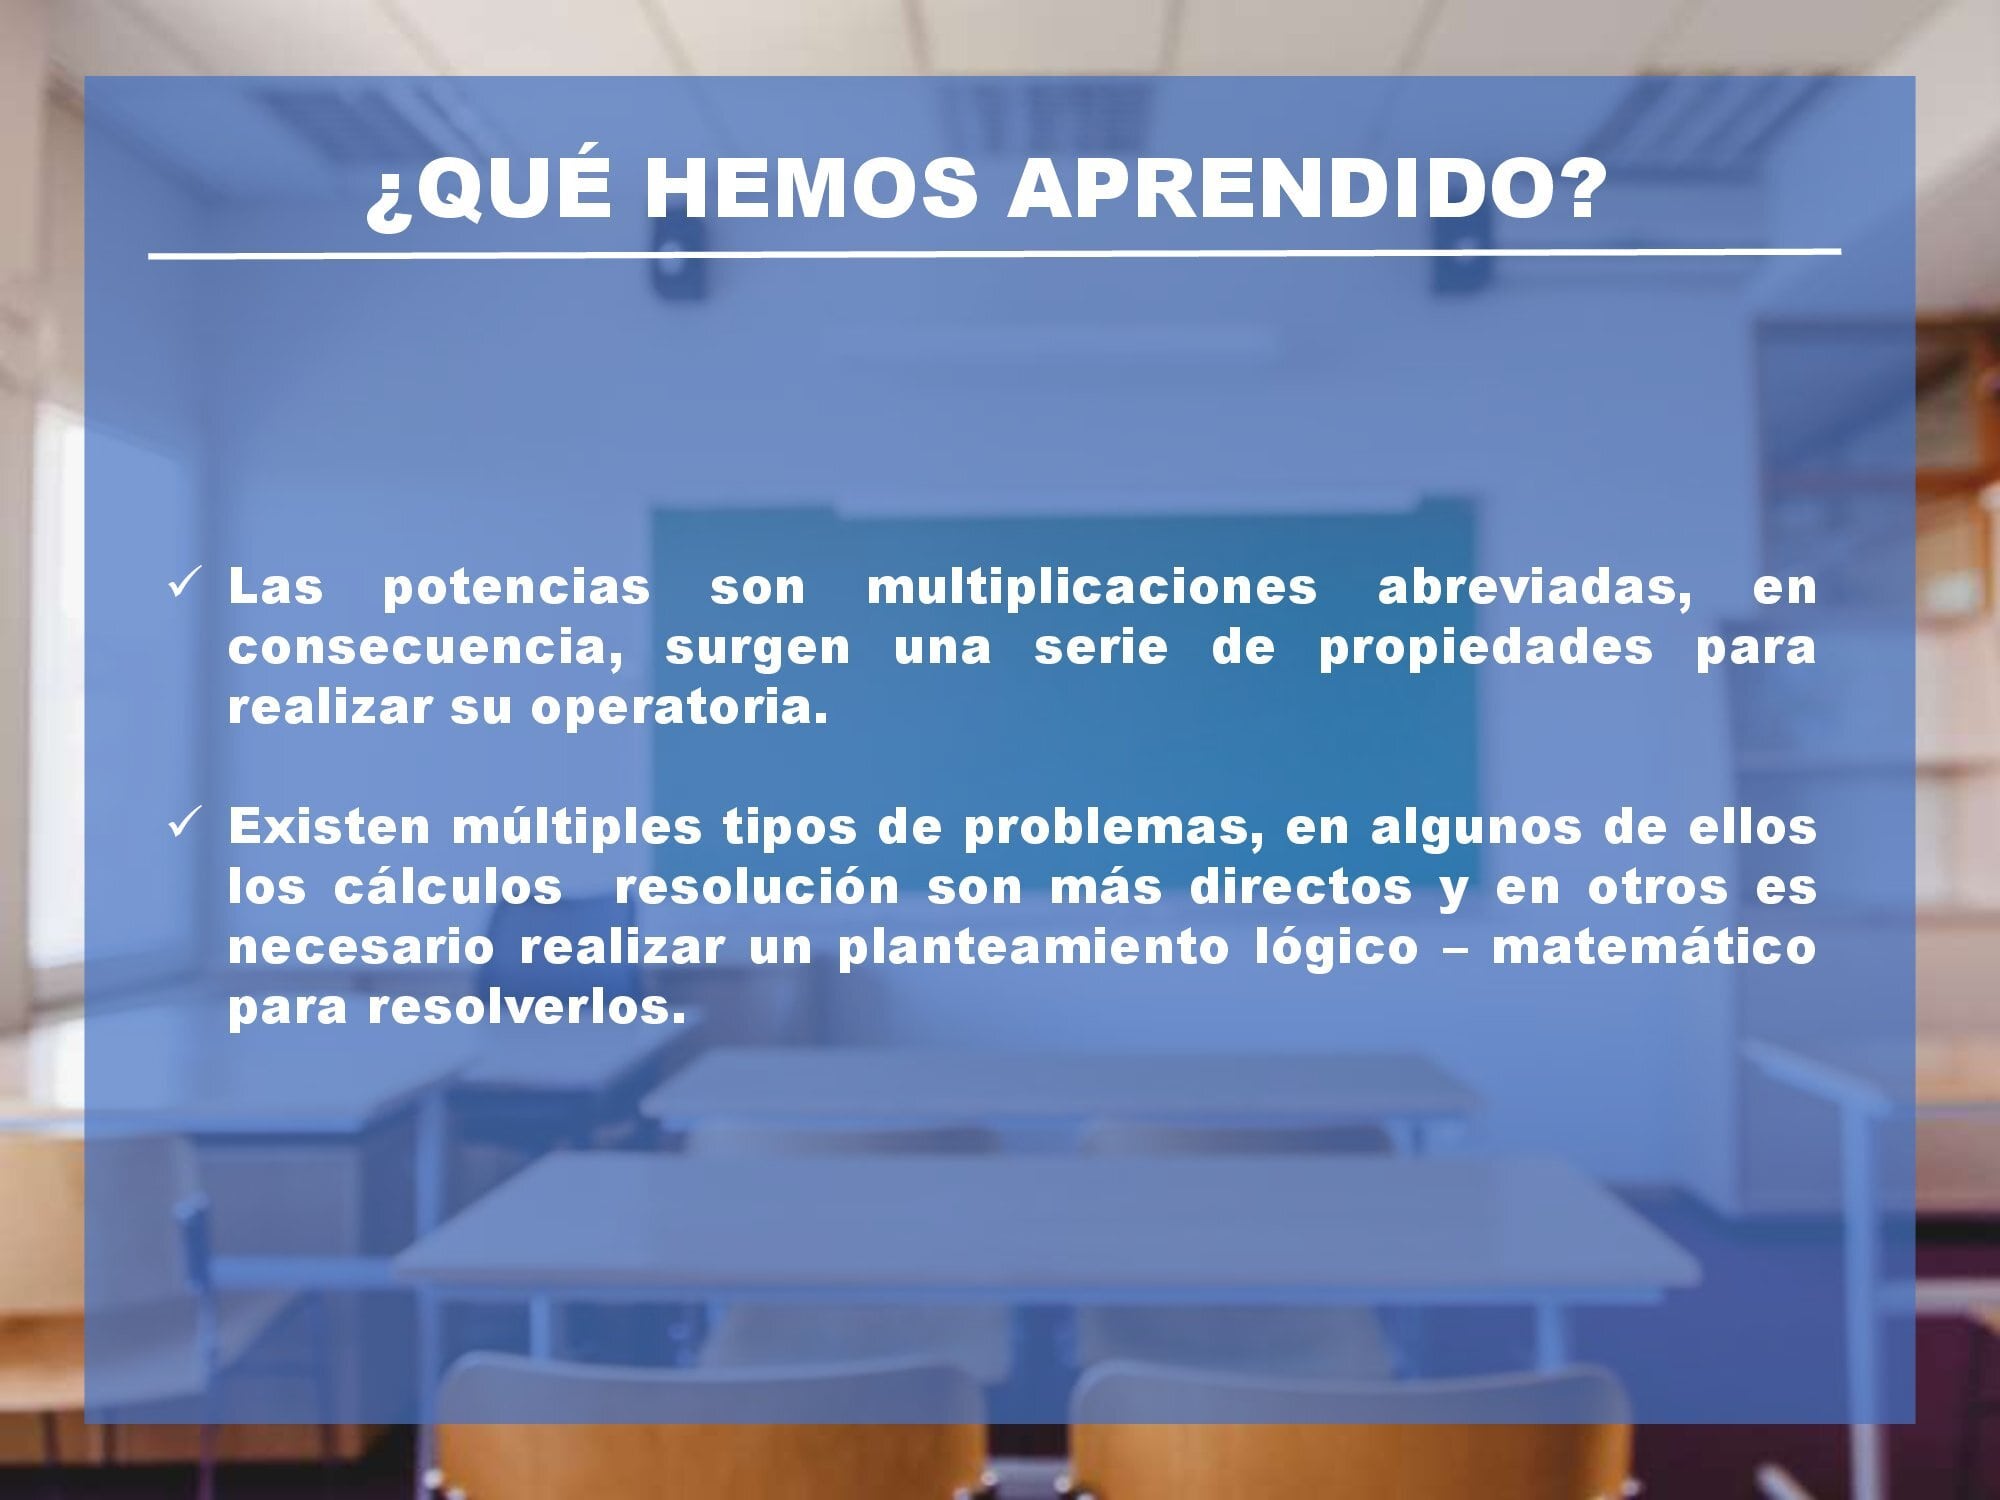 ¿QUÉ HEMOS APRENDIDO?
✓ Las potencias son multiplicaciones abreviadas, en
consecuencia, surgen una serie de propiedades para
realizar su operatoria.
✓ Existen múltiples tipos de problemas, en algunos de ellos
los cálculos resolución son más directos y en otros es
necesario realizar un planteamiento lógico – matemático
para resolverlos.